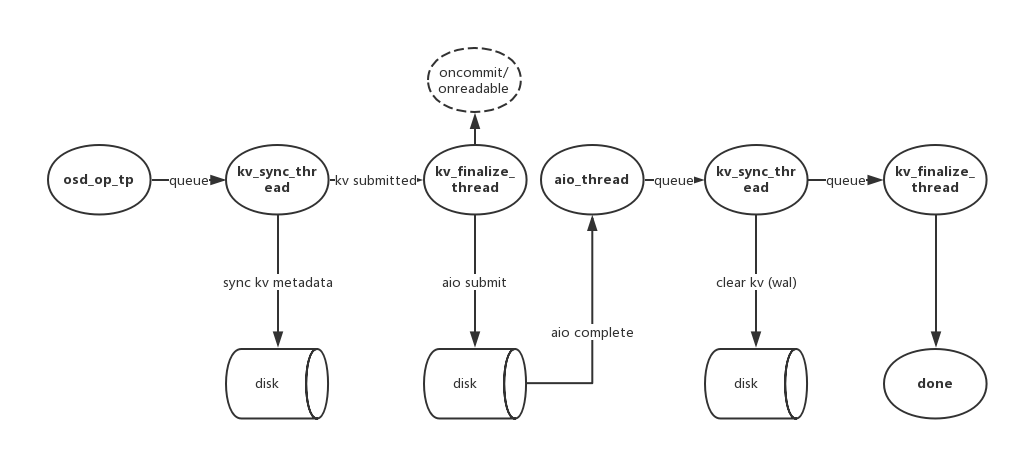 oncommit/
onreadable
osd_op_tp
queue
kv_sync_thr
ead
kv submitted
kv_finalize_
thread
aio_thread
queue
kv_sync_thr
ead
queue
kv_finalize_
thread
sync kv metadata
aio submit
clear kv (wal)
aio complete
disk
disk
disk
done